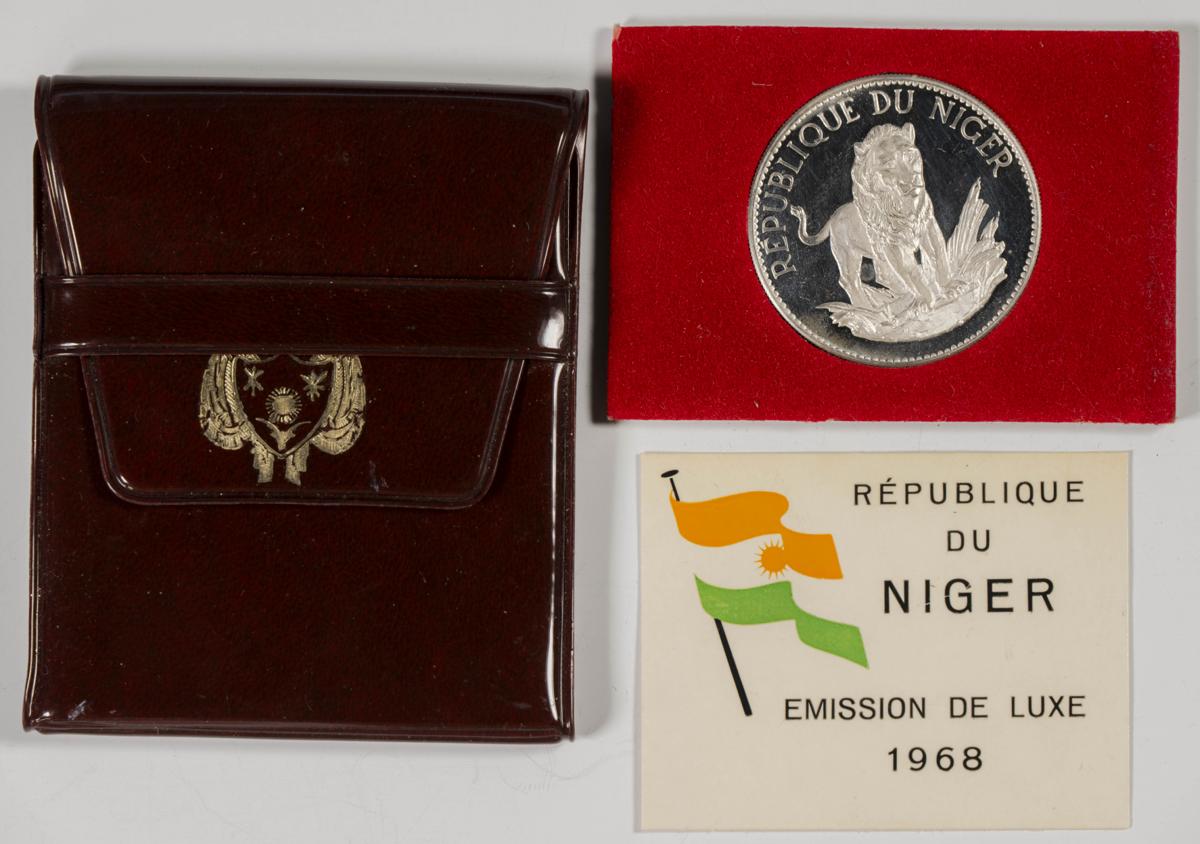 RÉPUBLIQUE DU NIGER
RÉPUBLIQUE
DU
NIGER
EMISSION DE LUXE
1968